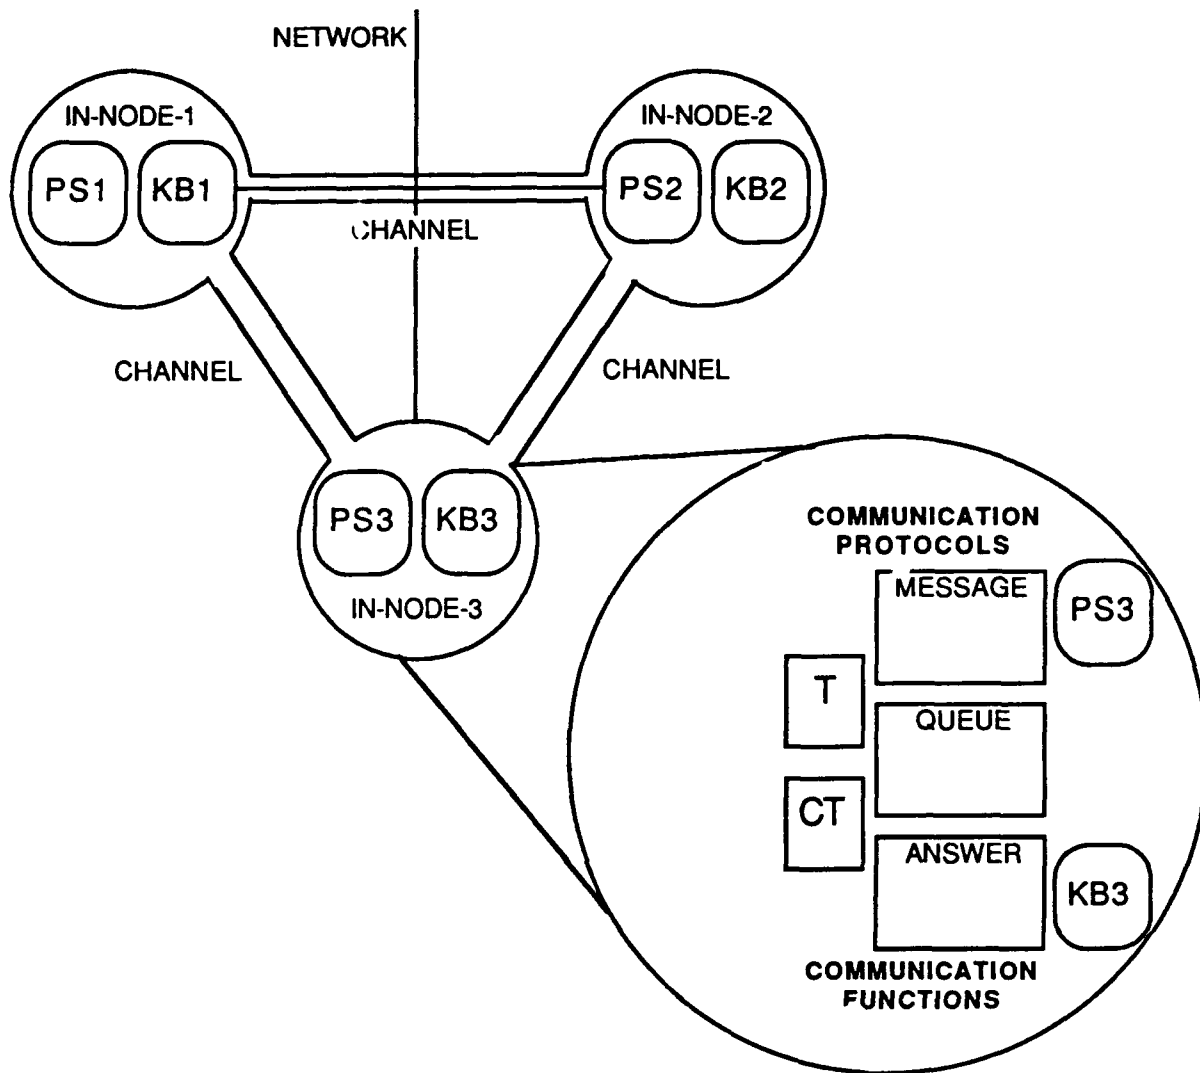 NETWORK
IN-NODE-1
IN-NODE-2
PS1
KB1
PS2
KB2
CHANNEL
CHANNEL
CHANNEL
PS3
KB3
IN-NODE-3
COMMUNICATION
PROTOCOLS
MESSAGE
PS3
T
QUEUE
CT
ANSWER
KB3
COMMUNICATION
FUNCTIONS